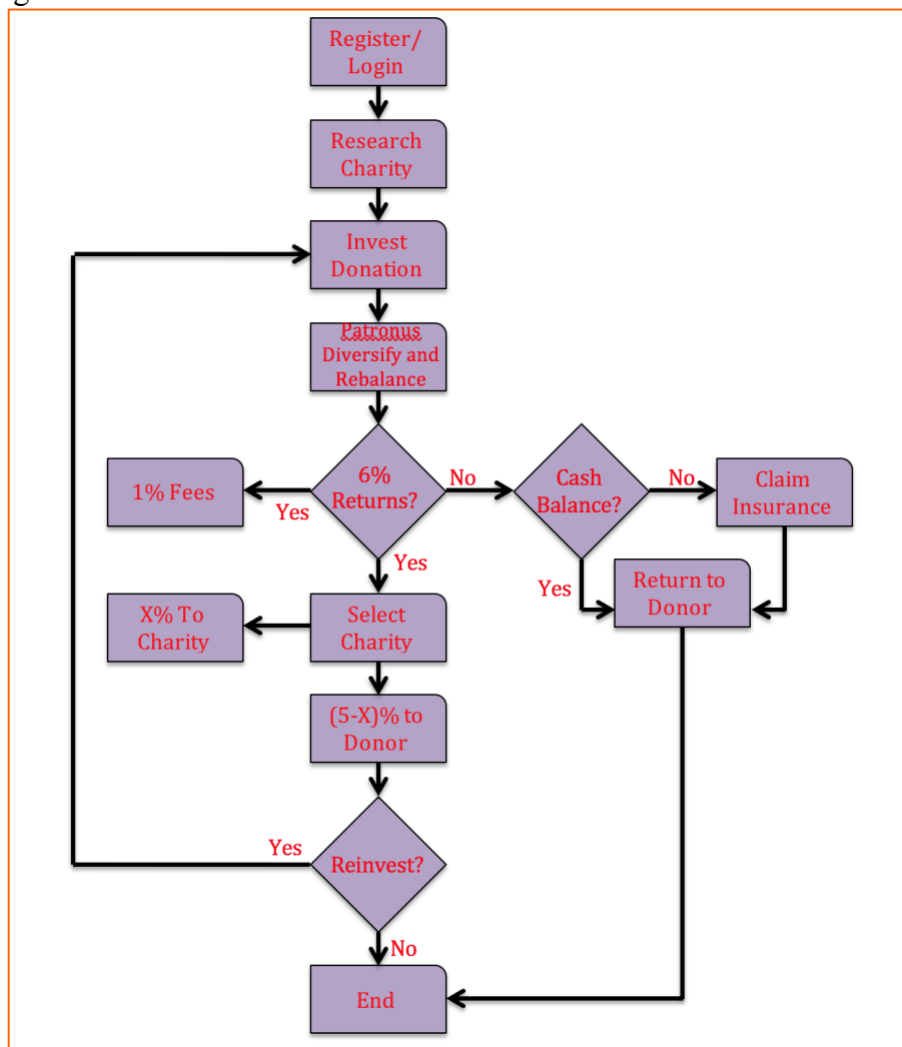 Register/
Login
Research
Charity
Invest
Donation
Patronus
Diversify and
Rebalance
1% Fees
Yes
6%
Returns?
No
Cash
Balance?
No
Claim
Insurance
Yes
Yes
Return to
Donor
X% To
Charity
Select
Charity
(5-X)% to
Donor
Yes
Reinvest?
No
End